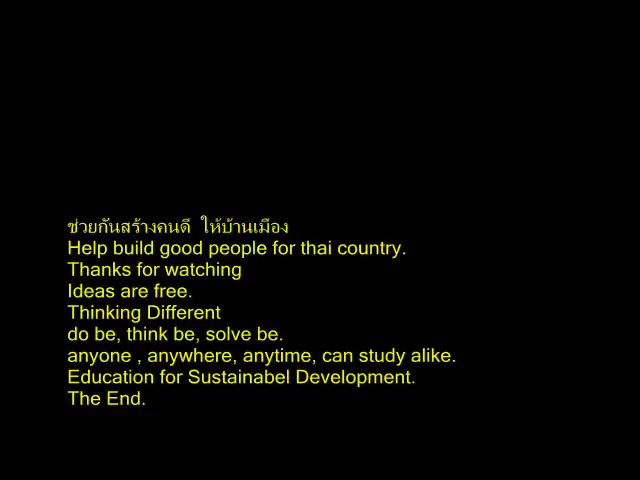 ช่วยกันสร้างคนดี ให้บ้านเมือง
Help build good people for thai country.
Thanks for watching
Ideas are free.
Thinking Different
do be, think be, solve be.
anyone , anywhere, anytime, can study alike.
Education for Sustainabel Development.
The End.